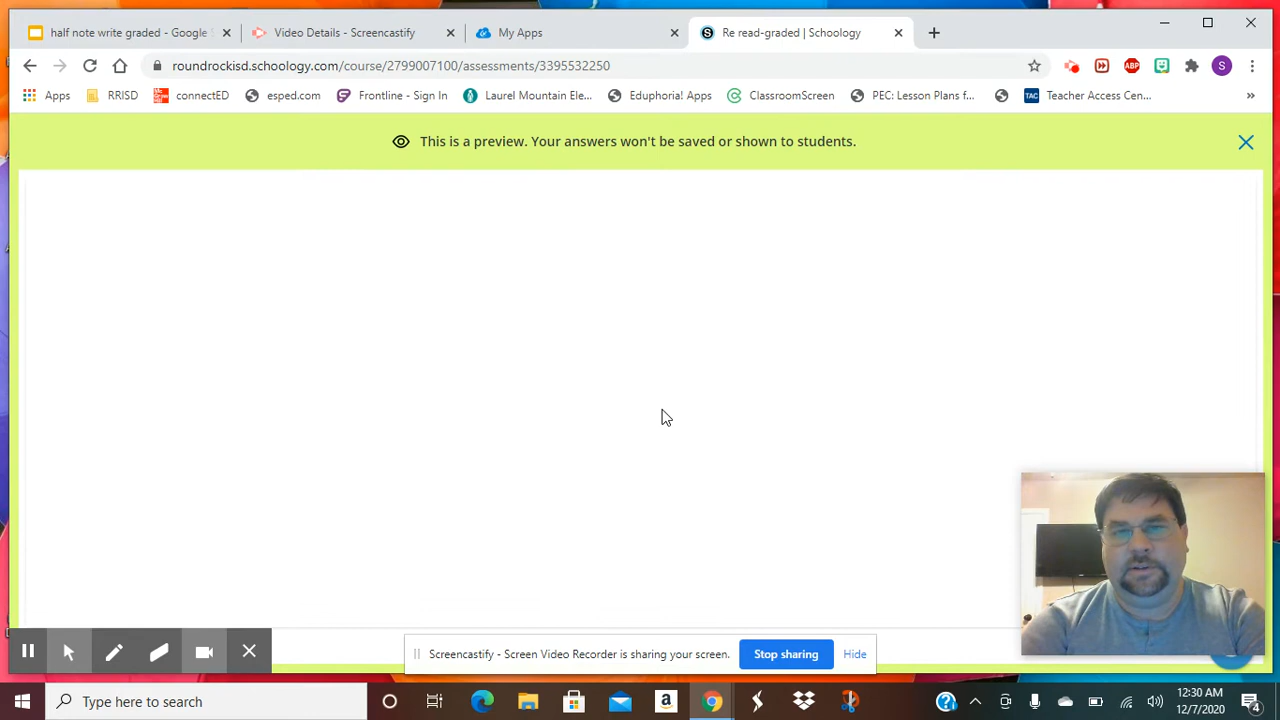 half note write graded - Google
Video Details - Screencastify
My Apps
Re read-graded | Schoology
roundrockisd.schoology.com/course/2799007100/assessments/3395532250
ABP
S
Apps
RRISD
connectED
esped.com
Frontline - Sign In
Laurel Mountain Ele...
Eduphoria! Apps
ClassroomScreen
PEC: Lesson Plans f...
TAC
Teacher Access Cen...
This is a preview. Your answers won't be saved or shown to students.
Screencastify - Screen Video Recorder is sharing your screen.
Stop sharing
Hide
Type here to search
12:30 AM
12/7/2020
4